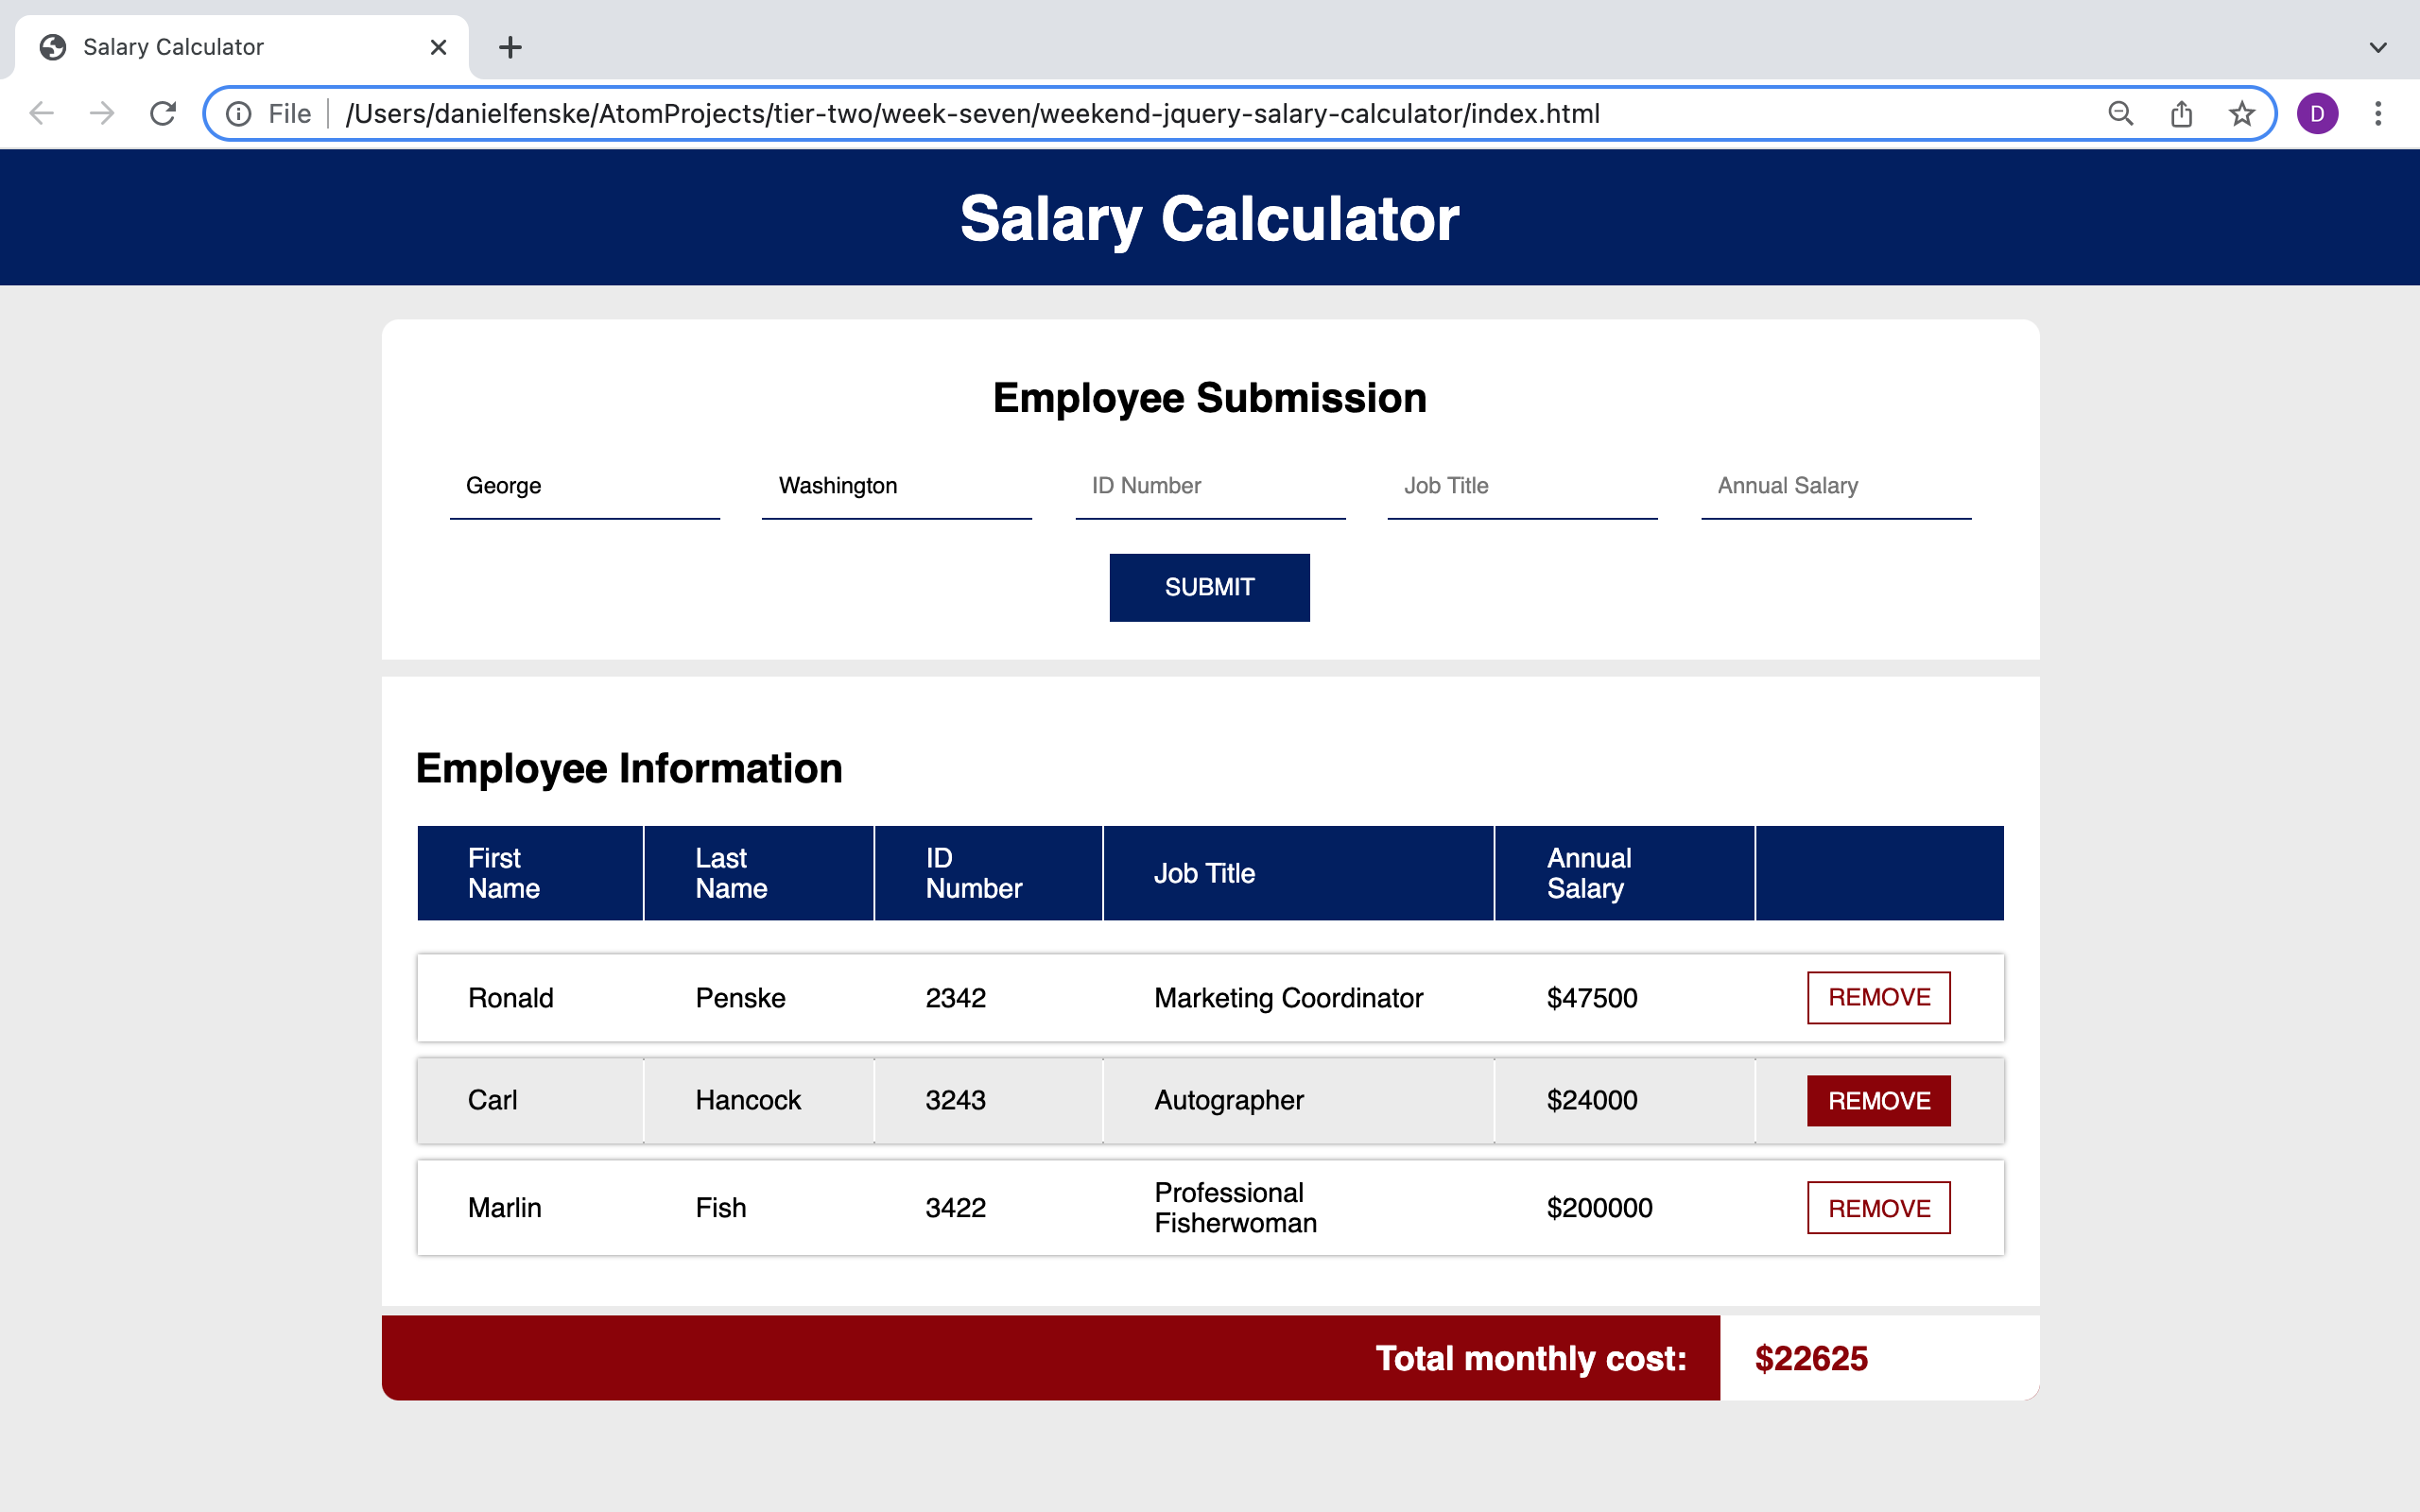 Salary Calculator
File /Users/danielfenske/AtomProjects/tier-two/week-seven/weekend-jquery-salary-calculator/index.html
D
Salary Calculator
Employee Submission
George Washington ID Number Job Title Annual Salary
SUBMIT
Employee Information
First Name Last Name ID Number Job Title Annual Salary
Ronald Penske 2342 Marketing Coordinator $47500 REMOVE
Carl Hancock 3243 Autographer $24000 REMOVE
Marlin Fish 3422 Professional Fisherwoman $200000 REMOVE
Total monthly cost: $22625